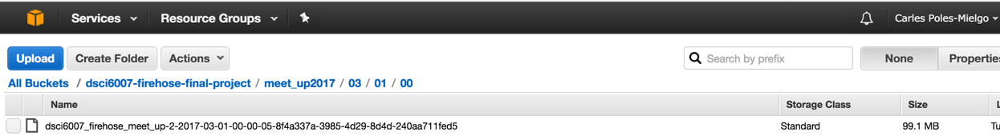 Services Resource Groups Carles Poles-Mielgo
Upload Create Folder Actions Search by prefix None Properties
All Buckets / dsci6007-firehose-final-project / meet_up2017 / 03 / 01 / 00
Name Storage Class Size L
dsci6007_firehose_meet_up-2-2017-03-01-00-00-05-8f4a337a-3985-4d29-8d4d-240aa711fed5 Standard 99.1 MB Tu